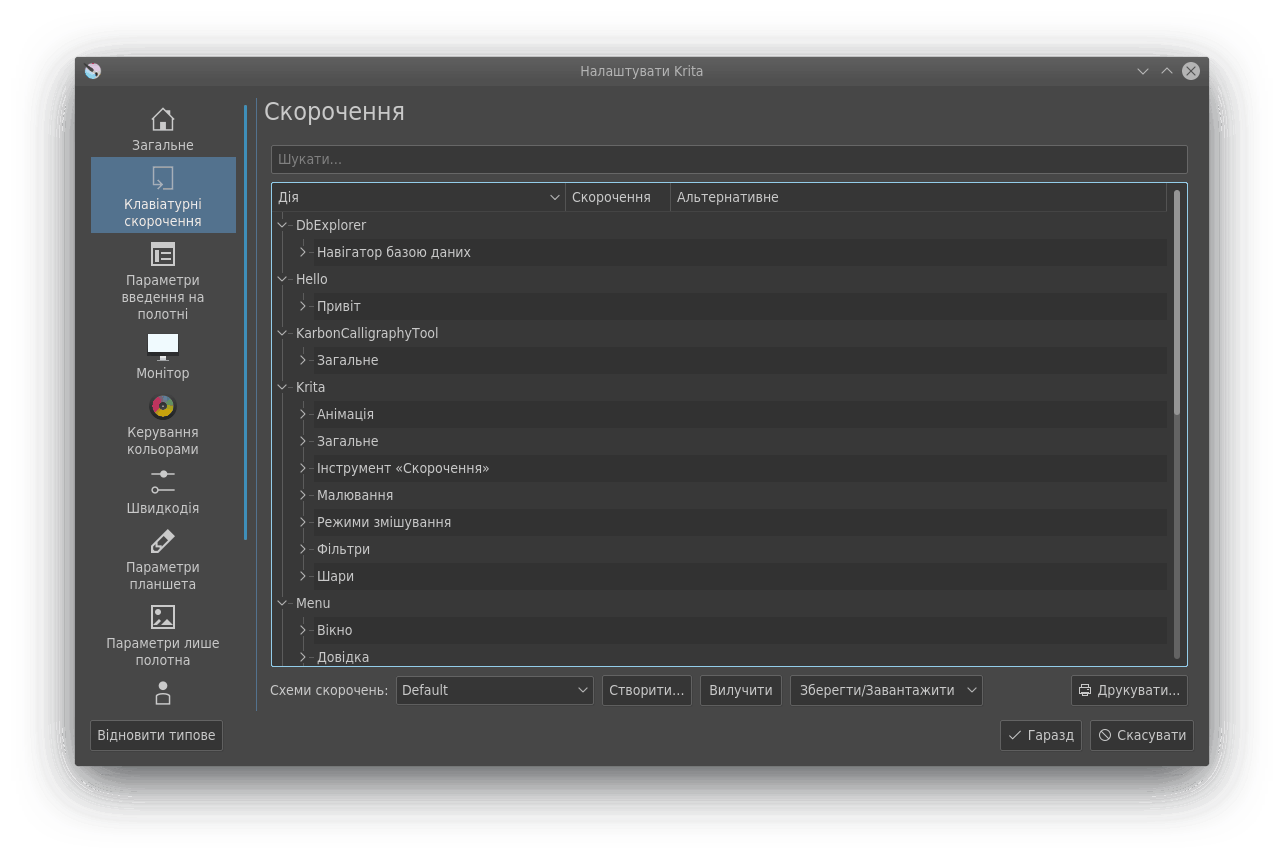 Налаштувати Krita
Загальне
Клавіатурні
скорочення
Параметри
введення на
полотні
Монітор
Керування
кольорами
Швидкодія
Параметри
планшета
Параметри лише
полотна
Скорочення
Шукати...
Дія Скорочення Альтернативне
DbExplorer
Навігатор базою даних
Hello
Привіт
KarbonCalligraphyTool
Загальне
Krita
Анімація
Загальне
Інструмент «Скорочення»
Малювання
Режими змішування
Фільтри
Шари
Menu
Вікно
Довідка
Схеми скорочень: Default Створити... Вилучити Зберегти/Завантажити Друкувати...
Відновити типове Гаразд Скасувати